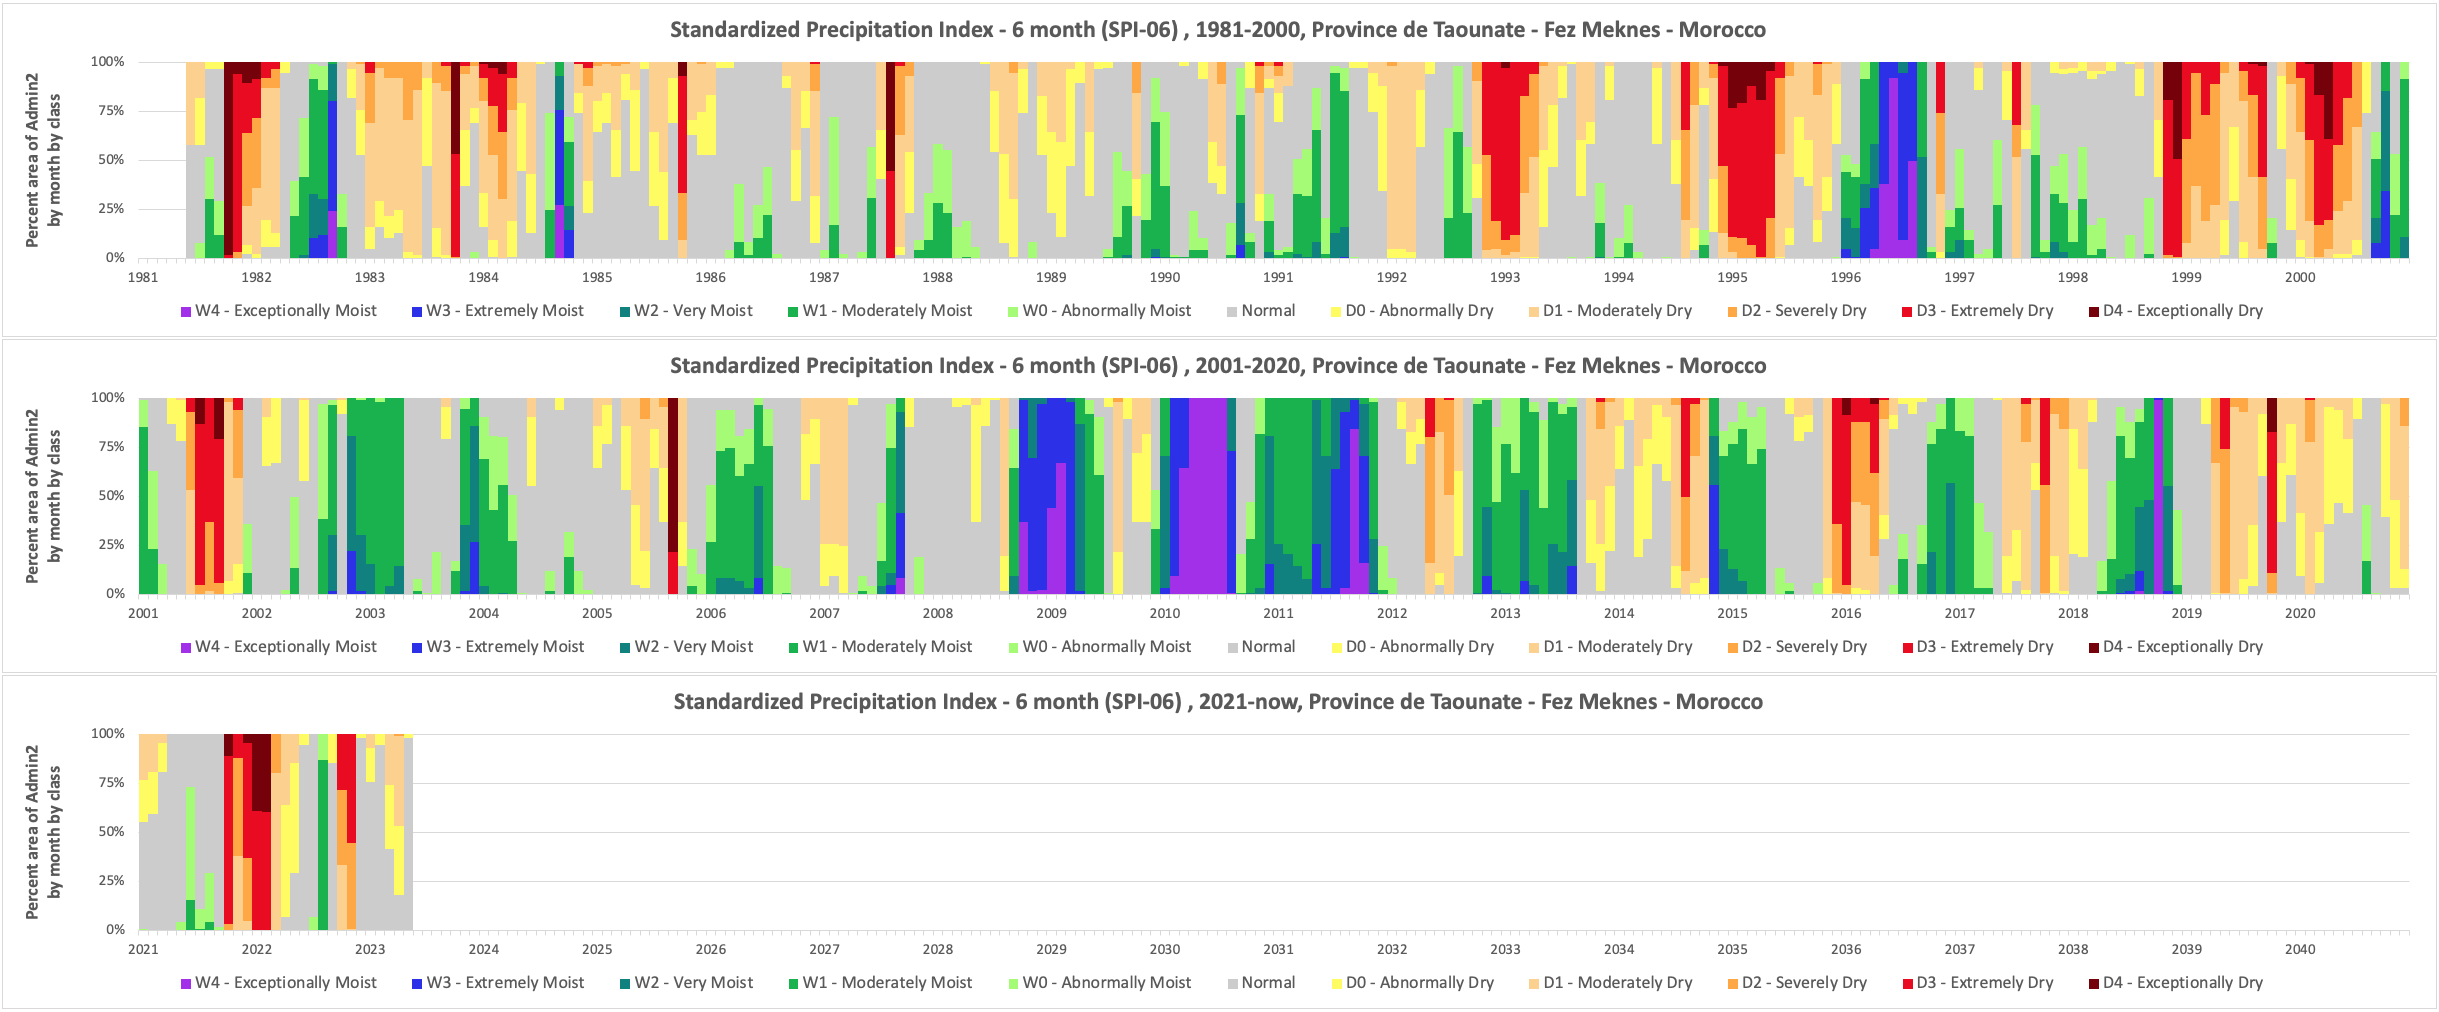 Standardized Precipitation Index - 6 month (SPI-06) , 1981-2000, Province de Taounate - Fez Meknes - Morocco
Percent area of Admin2
by month by class
100%
75%
50%
25%
0%
1981 1982 1983 1984 1985 1986 1987 1988 1989 1990 1991 1992 1993 1994 1995 1996 1997 1998 1999 2000
W4 - Exceptionally Moist W3 - Extremely Moist W2 - Very Moist W1 - Moderately Moist W0 - Abnormally Moist Normal D0 - Abnormally Dry D1 - Moderately Dry D2 - Severely Dry D3 - Extremely Dry D4 - Exceptionally Dry
Standardized Precipitation Index - 6 month (SPI-06) , 2001-2020, Province de Taounate - Fez Meknes - Morocco
Percent area of Admin2
by month by class
100%
75%
50%
25%
0%
2001 2002 2003 2004 2005 2006 2007 2008 2009 2010 2011 2012 2013 2014 2015 2016 2017 2018 2019 2020
W4 - Exceptionally Moist W3 - Extremely Moist W2 - Very Moist W1 - Moderately Moist W0 - Abnormally Moist Normal D0 - Abnormally Dry D1 - Moderately Dry D2 - Severely Dry D3 - Extremely Dry D4 - Exceptionally Dry
Standardized Precipitation Index - 6 month (SPI-06) , 2021-now, Province de Taounate - Fez Meknes - Morocco
Percent area of Admin2
by month by class
100%
75%
50%
25%
0%
2021 2022 2023 2024 2025 2026 2027 2028 2029 2030 2031 2032 2033 2034 2035 2036 2037 2038 2039 2040
W4 - Exceptionally Moist W3 - Extremely Moist W2 - Very Moist W1 - Moderately Moist W0 - Abnormally Moist Normal D0 - Abnormally Dry D1 - Moderately Dry D2 - Severely Dry D3 - Extremely Dry D4 - Exceptionally Dry